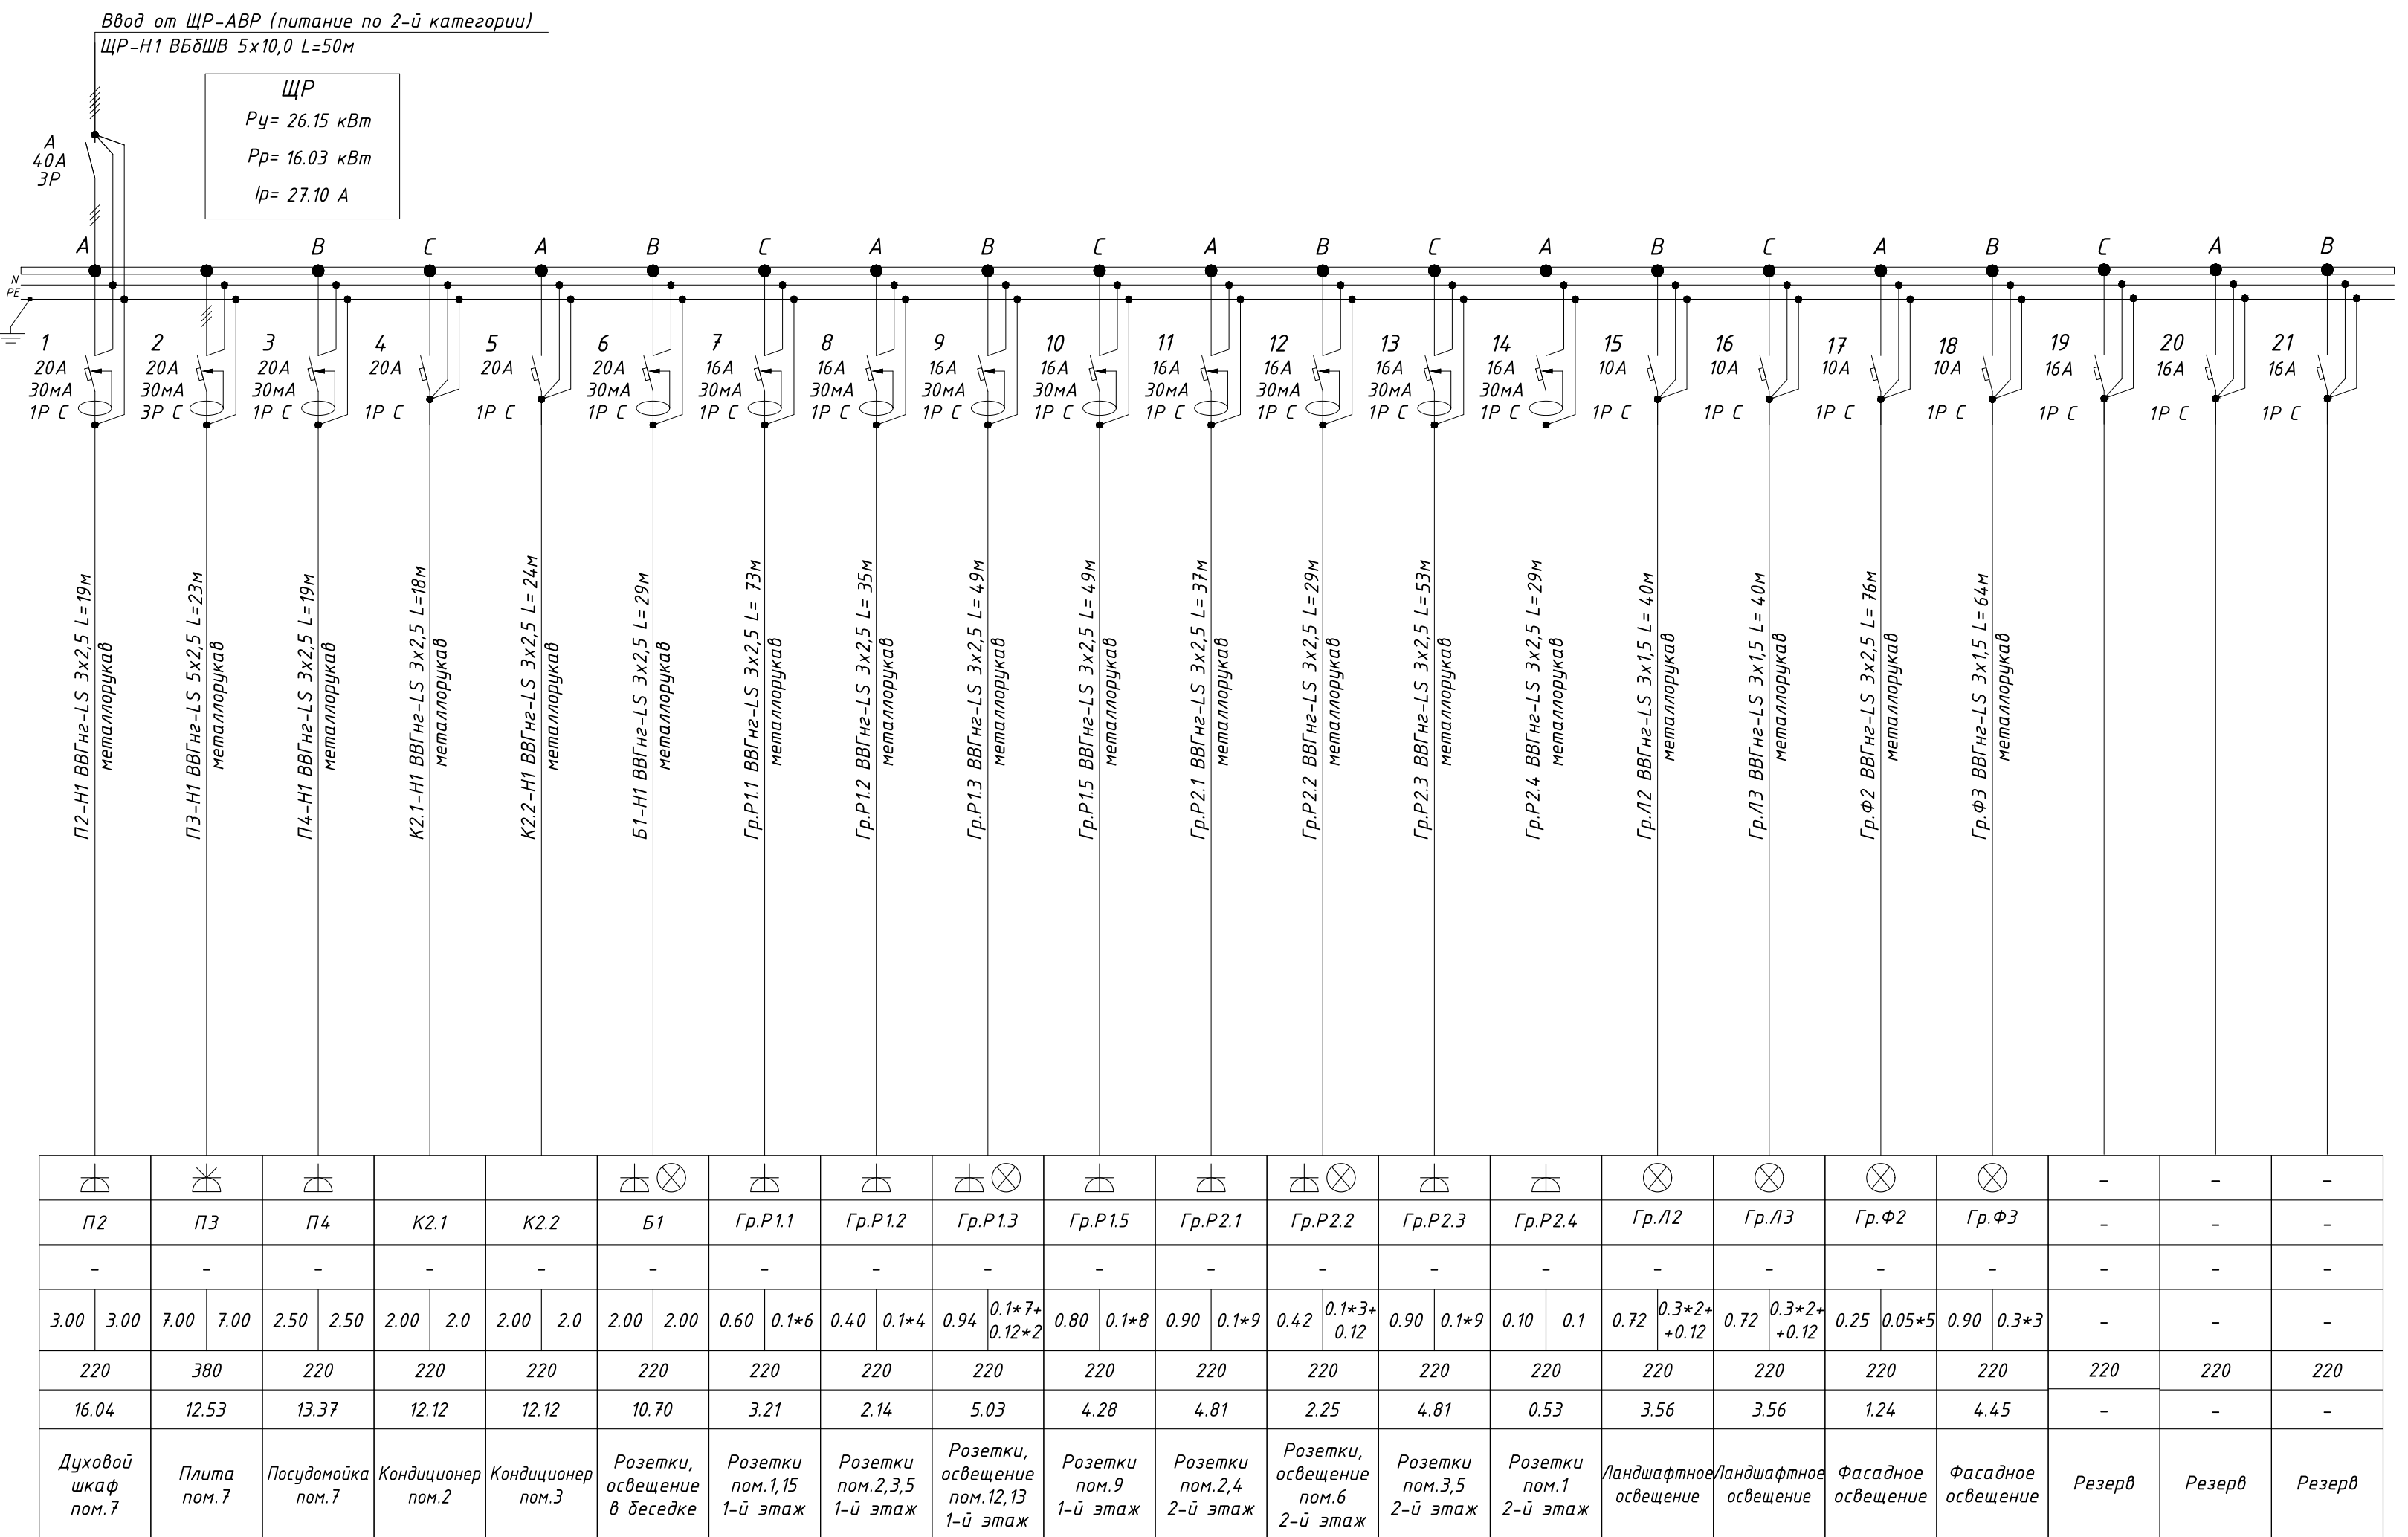 Ввод от ЩР-АВР (питание по 2-й категории)
ЩР-Н1 ВБбШВ 5х10,0 L=50м
ЩР
Ру= 26.15 кВт
Рр= 16.03 кВт
Iр= 27.10 А
А
40А
3Р
А В С А В С А В С А В С А В С А В С А В
N
PE
1 2 3 4 5 6 7 8 9 10 11 12 13 14 15 16 17 18 19 20 21
20А 20А 20А 20А 20А 20А 16А 16А 16А 16А 16А 16А 16А 16А 10А 10А 10А 10А 16А 16А 16А
30мА 30мА 30мА 30мА 30мА 30мА 30мА 30мА 30мА 30мА 30мА 30мА
1Р С 3Р С 1Р С 1Р С 1Р С 1Р С 1Р С 1Р С 1Р С 1Р С 1Р С 1Р С 1Р С 1Р С 1Р С 1Р С 1Р С 1Р С 1Р С 1Р С 1Р С
П2-Н1 ВВГнг-LS 3х2,5 L=19м
металлорукав
П3-Н1 ВВГнг-LS 5х2,5 L=23м
металлорукав
П4-Н1 ВВГнг-LS 3х2,5 L=19м
металлорукав
К2.1-Н1 ВВГнг-LS 3х2,5 L=18м
металлорукав
К2.2-Н1 ВВГнг-LS 3х2,5 L= 24м
металлорукав
Б1-Н1 ВВГнг-LS 3х2,5 L= 29м
металлорукав
Гр.Р1.1 ВВГнг-LS 3х2,5 L= 73м
металлорукав
Гр.Р1.2 ВВГнг-LS 3х2,5 L= 35м
металлорукав
Гр.Р1.3 ВВГнг-LS 3х2,5 L= 49м
металлорукав
Гр.Р1.5 ВВГнг-LS 3х2,5 L= 49м
металлорукав
Гр.Р2.1 ВВГнг-LS 3х2,5 L= 37м
металлорукав
Гр.Р2.2 ВВГнг-LS 3х2,5 L= 29м
металлорукав
Гр.Р2.3 ВВГнг-LS 3х2,5 L= 53м
металлорукав
Гр.Р2.4 ВВГнг-LS 3х2,5 L= 29м
металлорукав
Гр.Л2 ВВГнг-LS 3х1,5 L= 40м
металлорукав
Гр.Л3 ВВГнг-LS 3х1,5 L= 40м
металлорукав
Гр.Ф2 ВВГнг-LS 3х2,5 L= 76м
металлорукав
Гр.Ф3 ВВГнг-LS 3х1,5 L= 64м
металлорукав
- - -
П2 П3 П4 К2.1 К2.2 Б1 Гр.Р1.1 Гр.Р1.2 Гр.Р1.3 Гр.Р1.5 Гр.Р2.1 Гр.Р2.2 Гр.Р2.3 Гр.Р2.4 Гр.Л2 Гр.Л3 Гр.Ф2 Гр.Ф3 - - -
- - - - - - - - - - - - - - - - - - - - -
3.00 3.00 7.00 7.00 2.50 2.50 2.00 2.0 2.00 2.0 2.00 2.00 0.60 0.1*6 0.40 0.1*4 0.94 0.1*7+
0.12*2 0.80 0.1*8 0.90 0.1*9 0.42 0.1*3+
0.12 0.90 0.1*9 0.10 0.1 0.72 0.3*2+
+0.12 0.72 0.3*2+
+0.12 0.25 0.05*5 0.90 0.3*3 - - -
220 380 220 220 220 220 220 220 220 220 220 220 220 220 220 220 220 220 220 220 220
16.04 12.53 13.37 12.12 12.12 10.70 3.21 2.14 5.03 4.28 4.81 2.25 4.81 0.53 3.56 3.56 1.24 4.45 - - -
Духовой
шкаф
пом.7
Плита
пом.7
Посудомойка
пом.7
Кондиционер
пом.2
Кондиционер
пом.3
Розетки,
освещение
в беседке
Розетки
пом.1,15
1-й этаж
Розетки
пом.2,3,5
1-й этаж
Розетки,
освещение
пом.12,13
1-й этаж
Розетки
пом.9
1-й этаж
Розетки
пом.2,4
2-й этаж
Розетки,
освещение
пом.6
2-й этаж
Розетки
пом.3,5
2-й этаж
Розетки
пом.1
2-й этаж
Ландшафтное
освещение
Ландшафтное
освещение
Фасадное
освещение
Фасадное
освещение
Резерв
Резерв
Резерв